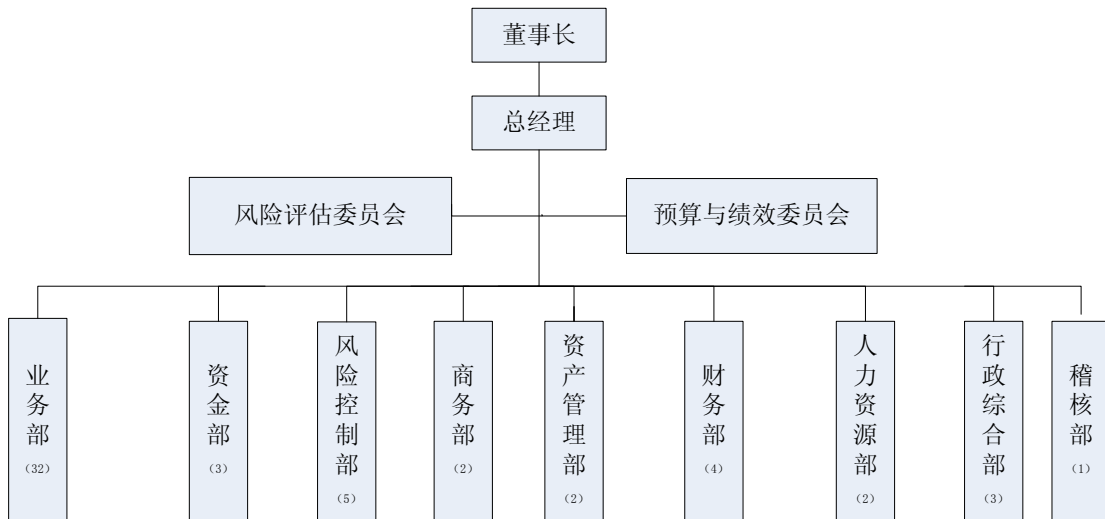 董事长
总经理
风险评估委员会
预算与绩效委员会
业务部
（32）
资金部
（3）
风险控制部
（5）
商务部
（2）
资产管理部
（2）
财务部
（4）
人力资源部
（2）
行政综合部
（3）
稽核部
（1）